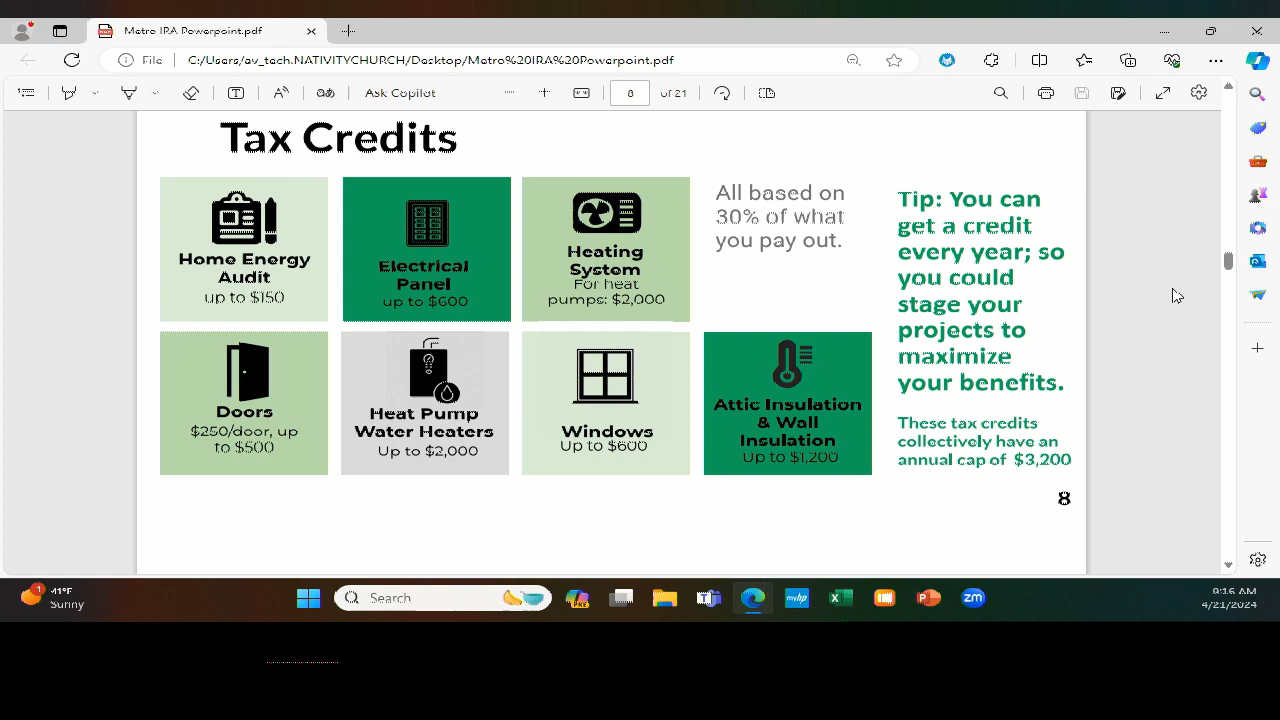 Metro IRA Powerpoint.pdf
File
C:/Users/av_tech.NATIVITYCHURCH/Desktop/Metro%20IRA%20Powerpoint.pdf
Ask Copilot
8 of 21
Tax Credits
Home Energy
Audit
up to $150
Electrical
Panel
up to $600
Heating
System
For heat
pumps: $2,000
All based on
30% of what
you pay out.
Tip: You can
get a credit
every year; so
you could
stage your
projects to
maximize
your benefits.
Doors
$250/door, up
to $500
Heat Pump
Water Heaters
Up to $2,000
Windows
Up to $600
Attic Insulation
& Wall
Insulation
Up to $1,200
These tax credits
collectively have an
annual cap of $3,200
8
1
41°F
Sunny
Search
PRE
myhp
zm
9:16 AM
4/21/2024